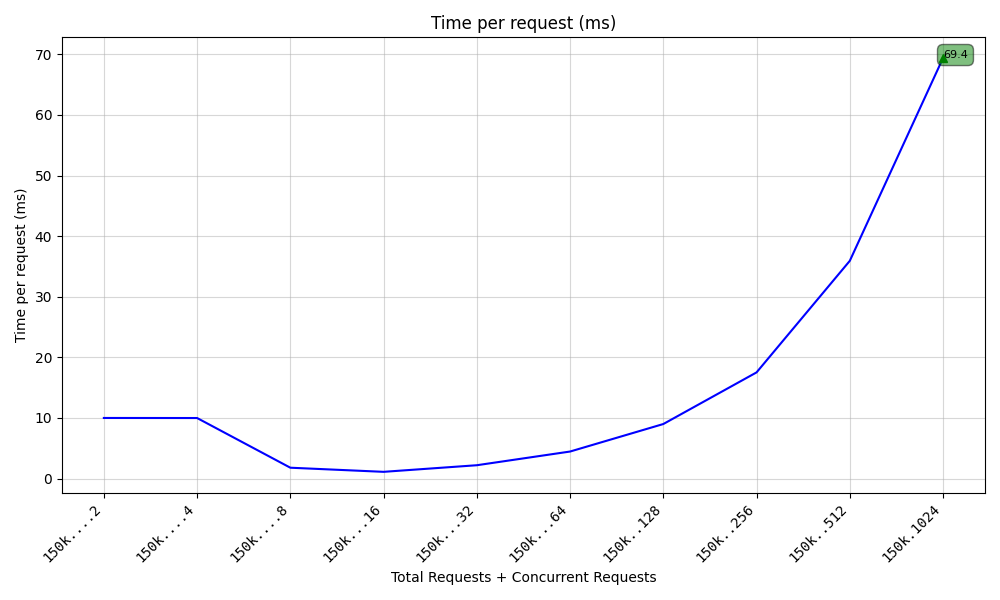 Time per request (ms)
Time per request (ms)
70
60
50
40
30
20
10
0
69.4
150k....2
150k....4
150k....8
150k...16
150k...32
150k...64
150k..128
150k..256
150k..512
150k.1024
Total Requests + Concurrent Requests